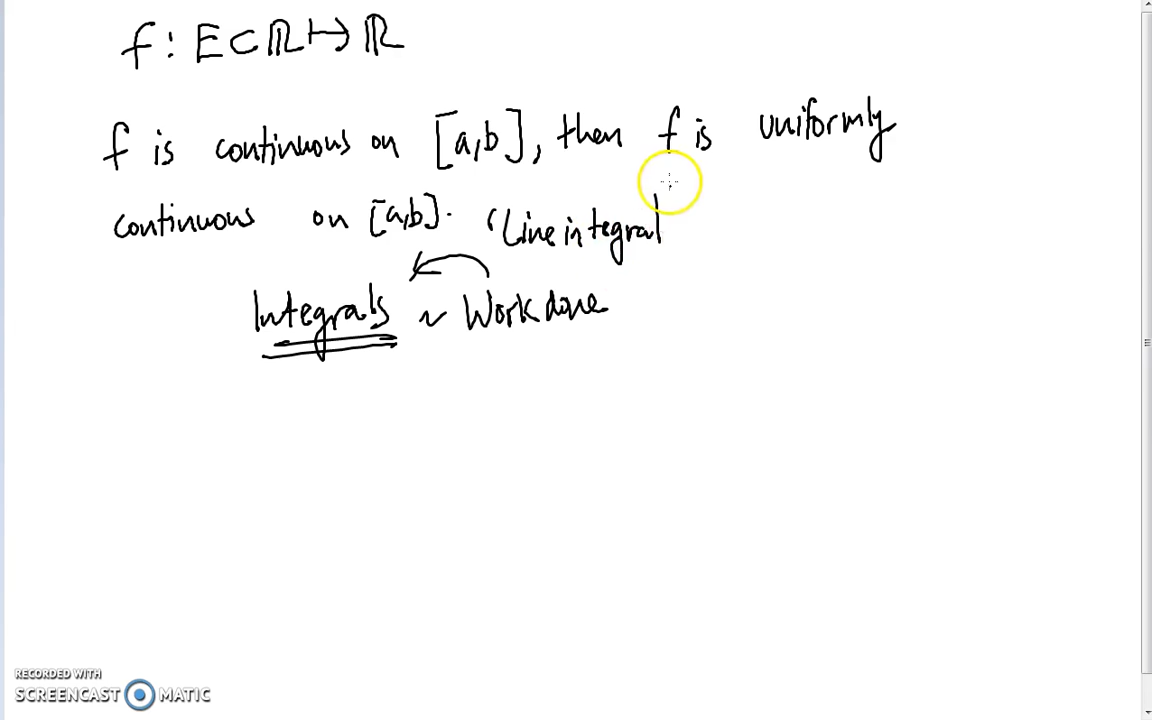 f : E ⊂ ℝ ↦ ℝ
f is continuous on [a,b], then f is uniformly
continuous on [a,b]. "Line integral
Integrals ~ Work done
RECORDED WITH
SCREENCAST MATIC